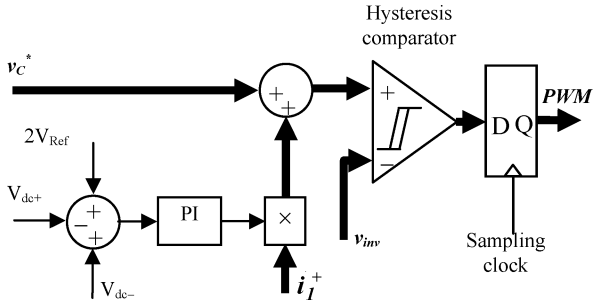 Hysteresis
comparator
v_C^*
+
+
+
−
D Q
PWM
2V_Ref
V_dc+
−
+
+
PI
×
v_inv
Sampling
clock
V_dc−
i_1^+